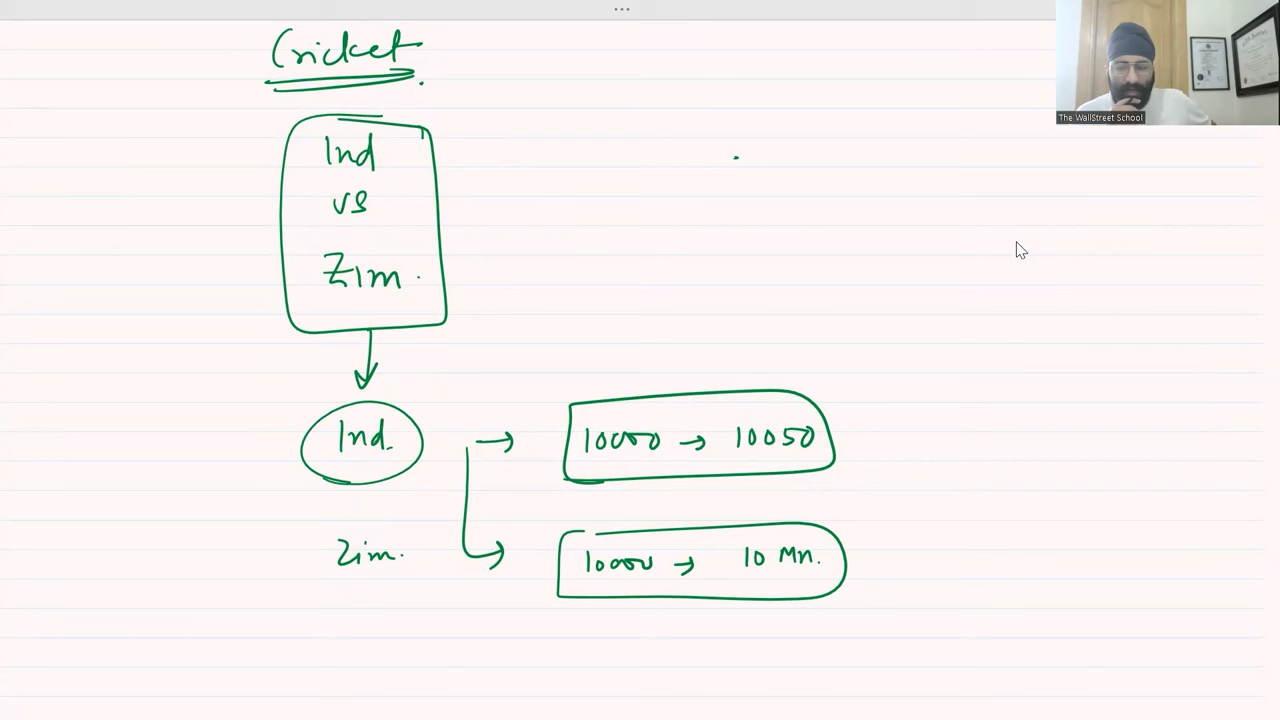 Cricket
The WallStreet School
Ind
vs
Zim.
Ind. → 10000 → 10050
Zim. → 10000 → 10 Mn.